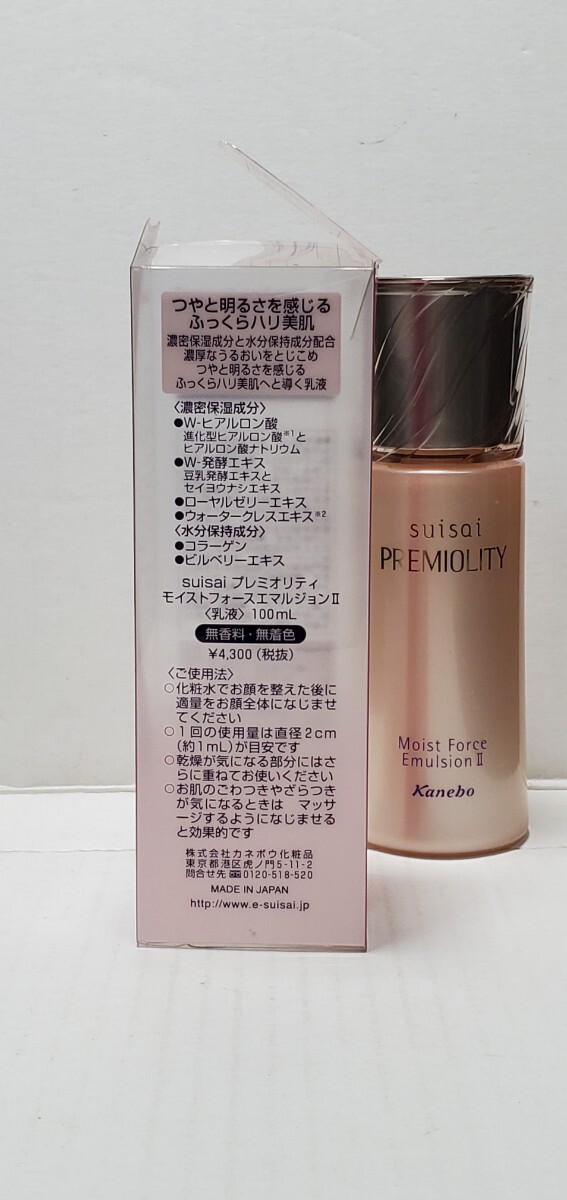 つやと明るさを感じる
ふっくらハリ美肌
濃密保湿成分と水分保持成分配合
濃厚なうるおいをとじこめ
つやと明るさを感じる
ふっくらハリ美肌へと導く乳液
〈濃密保湿成分〉
●W-ヒアルロン酸
進化型ヒアルロン酸※1と
ヒアルロン酸ナトリウム
●W-発酵エキス
豆乳発酵エキスと
セイヨウナシエキス
●ローヤルゼリーエキス
●ウォータークレスエキス※2
〈水分保持成分〉
●コラーゲン
●ビルベリーエキス
suisai プレミオリティ
モイストフォースエマルジョンⅡ
〈乳液〉100mL
無香料・無着色
¥4,300(税抜)
〈ご使用法〉
○化粧水でお顔を整えた後に
適量をお顔全体になじませ
てください
○1回の使用量は直径2cm
(約1mL)が目安です
○乾燥が気になる部分にはさ
らに重ねてお使いください
○お肌のごわつきやざらつき
が気になるときは マッサ
ージするようになじませる
と効果的です
株式会社カネボウ化粧品
東京都港区虎ノ門5-11-2
問合せ先 0120-518-520
MADE IN JAPAN
http://www.e-suisai.jp
suisai
PREMIOLITY
Moist Force
Emulsion Ⅱ
Kanebo